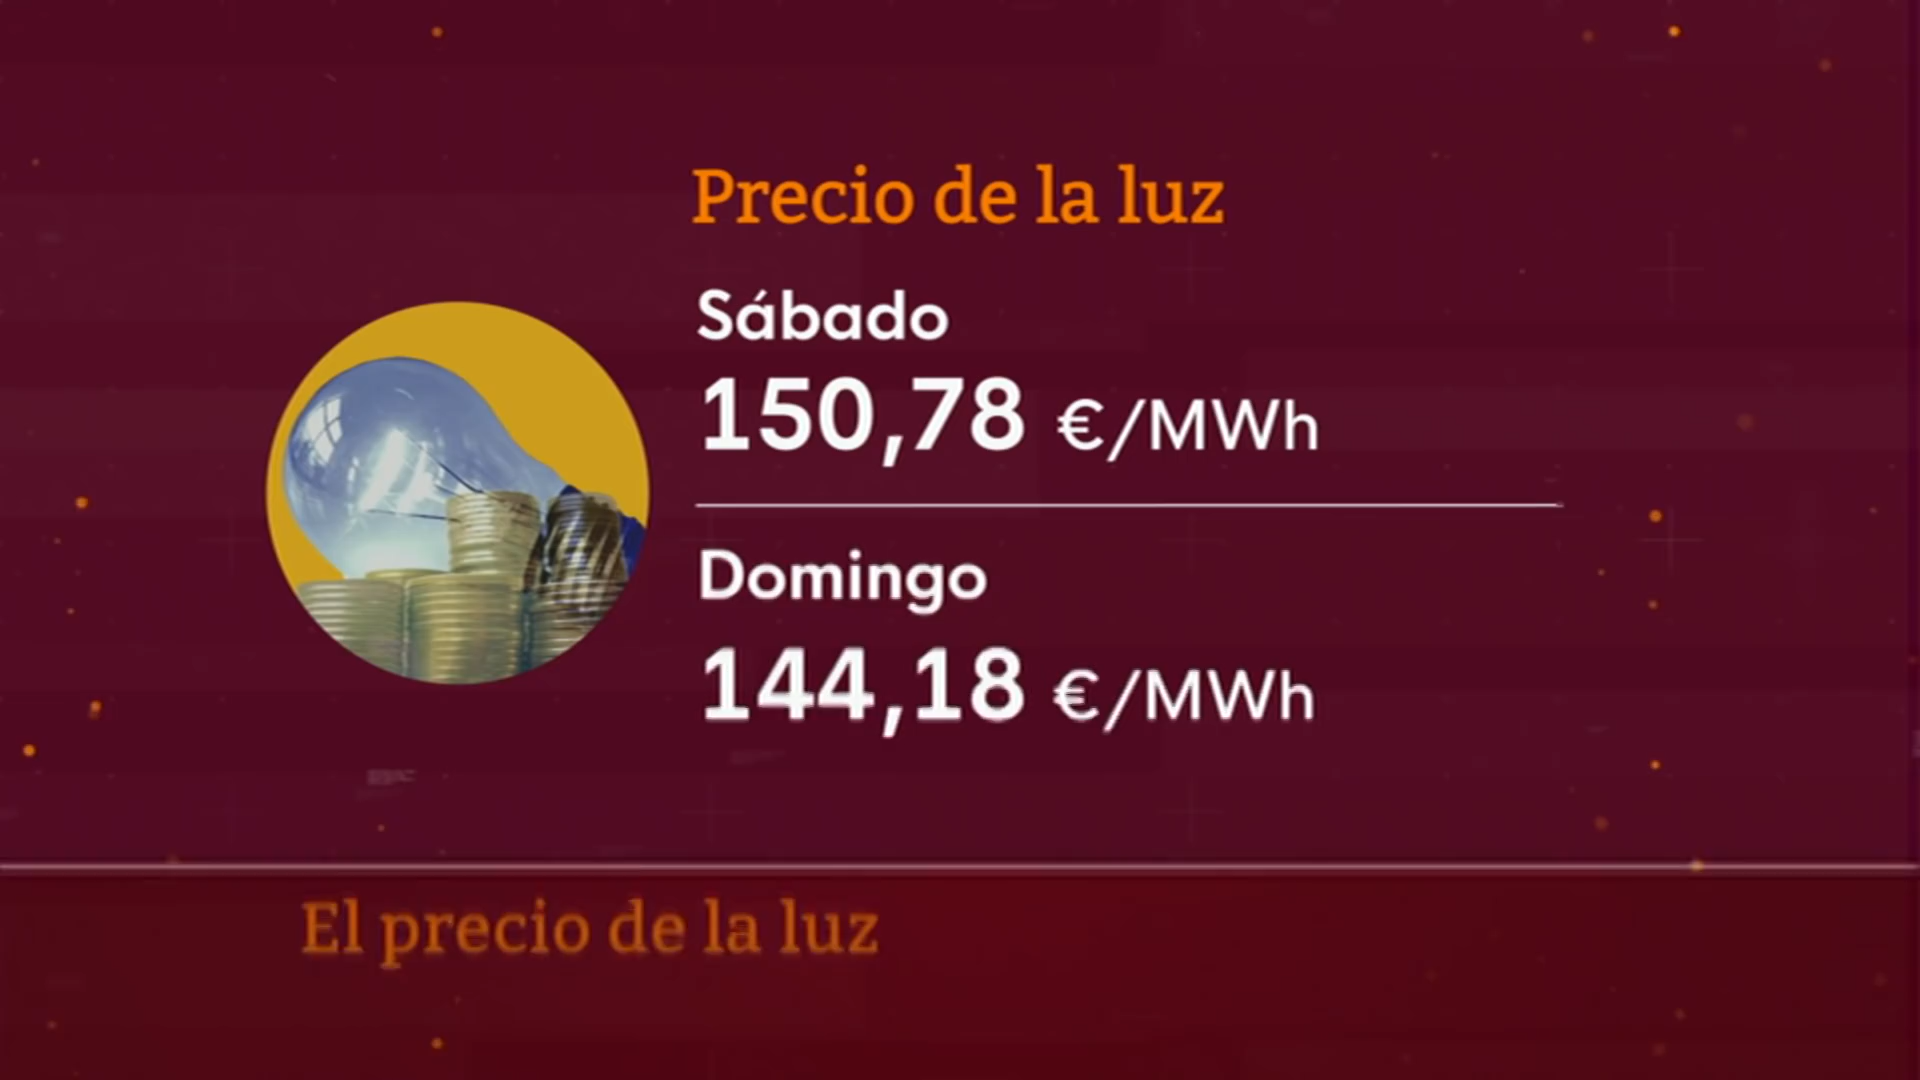 Precio de la luz
Sábado
150,78 €/MWh
Domingo
144,18 €/MWh
El precio de la luz